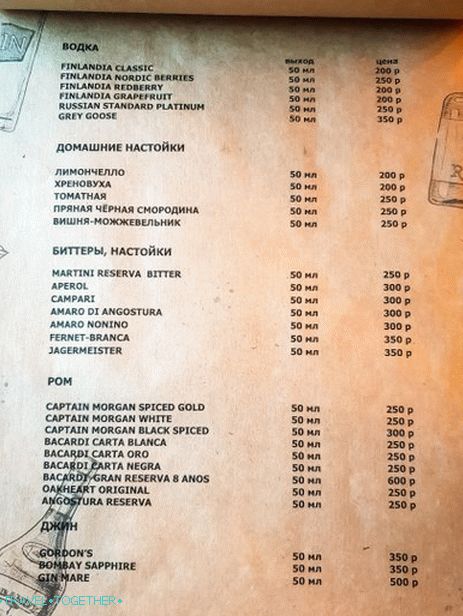 ВОДКА
выход цена
FINLANDIA CLASSIC 50 мл 200 р
FINLANDIA NORDIC BERRIES 50 мл 200 р
FINLANDIA REDBERRY 50 мл 200 р
FINLANDIA GRAPEFRUIT 50 мл 200 р
RUSSIAN STANDARD PLATINUM 50 мл 250 р
GREY GOOSE 50 мл 350 р
ДОМАШНИЕ НАСТОЙКИ
ЛИМОНЧЕЛЛО 50 мл 200 р
ХРЕНОВУХА 50 мл 200 р
ТОМАТНАЯ 50 мл 250 р
ПРЯНАЯ ЧЁРНАЯ СМОРОДИНА 50 мл 250 р
ВИШНЯ-МОЖЖЕВЕЛЬНИК 50 мл 250 р
БИТТЕРЫ, НАСТОЙКИ
MARTINI RESERVA BITTER 50 мл 250 р
APEROL 50 мл 300 р
CAMPARI 50 мл 300 р
AMARO DI ANGOSTURA 50 мл 300 р
AMARO NONINO 50 мл 300 р
FERNET-BRANCA 50 мл 350 р
JAGERMEISTER 50 мл 350 р
РОМ
CAPTAIN MORGAN SPICED GOLD 50 мл 250 р
CAPTAIN MORGAN WHITE 50 мл 250 р
CAPTAIN MORGAN BLACK SPICED 50 мл 300 р
BACARDI CARTA BLANCA 50 мл 250 р
BACARDI CARTA ORO 50 мл 250 р
BACARDI CARTA NEGRA 50 мл 250 р
BACARDI GRAN RESERVA 8 ANOS 50 мл 600 р
OAKHEART ORIGINAL 50 мл 250 р
ANGOSTURA RESERVA 50 мл 250 р
ДЖИН
GORDON'S 50 мл 350 р
BOMBAY SAPPHIRE 50 мл 350 р
GIN MARE 50 мл 500 р
TRAVEL•TOGETHER•